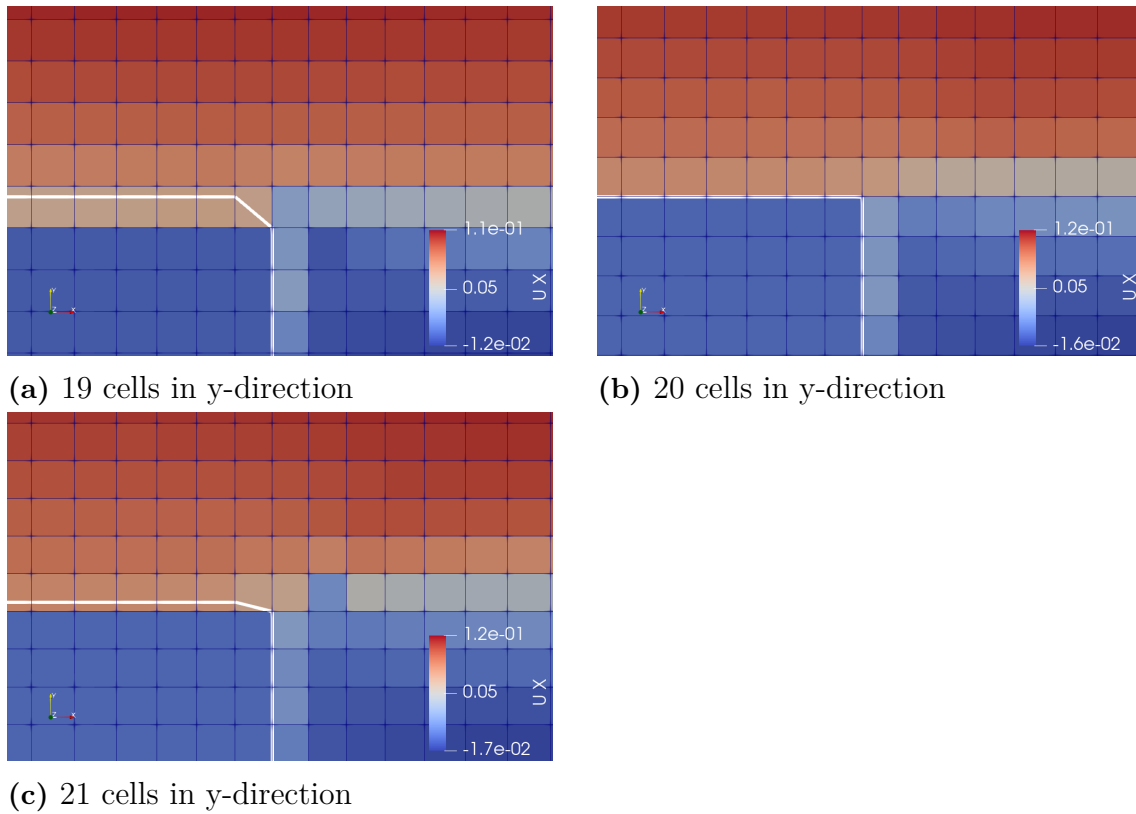 1.1e-01
0.05
-1.2e-02
U X
Y
Z
X
(a) 19 cells in y-direction
1.2e-01
0.05
-1.6e-02
U X
Y
Z
X
(b) 20 cells in y-direction
1.2e-01
0.05
-1.7e-02
U X
Y
Z
X
(c) 21 cells in y-direction